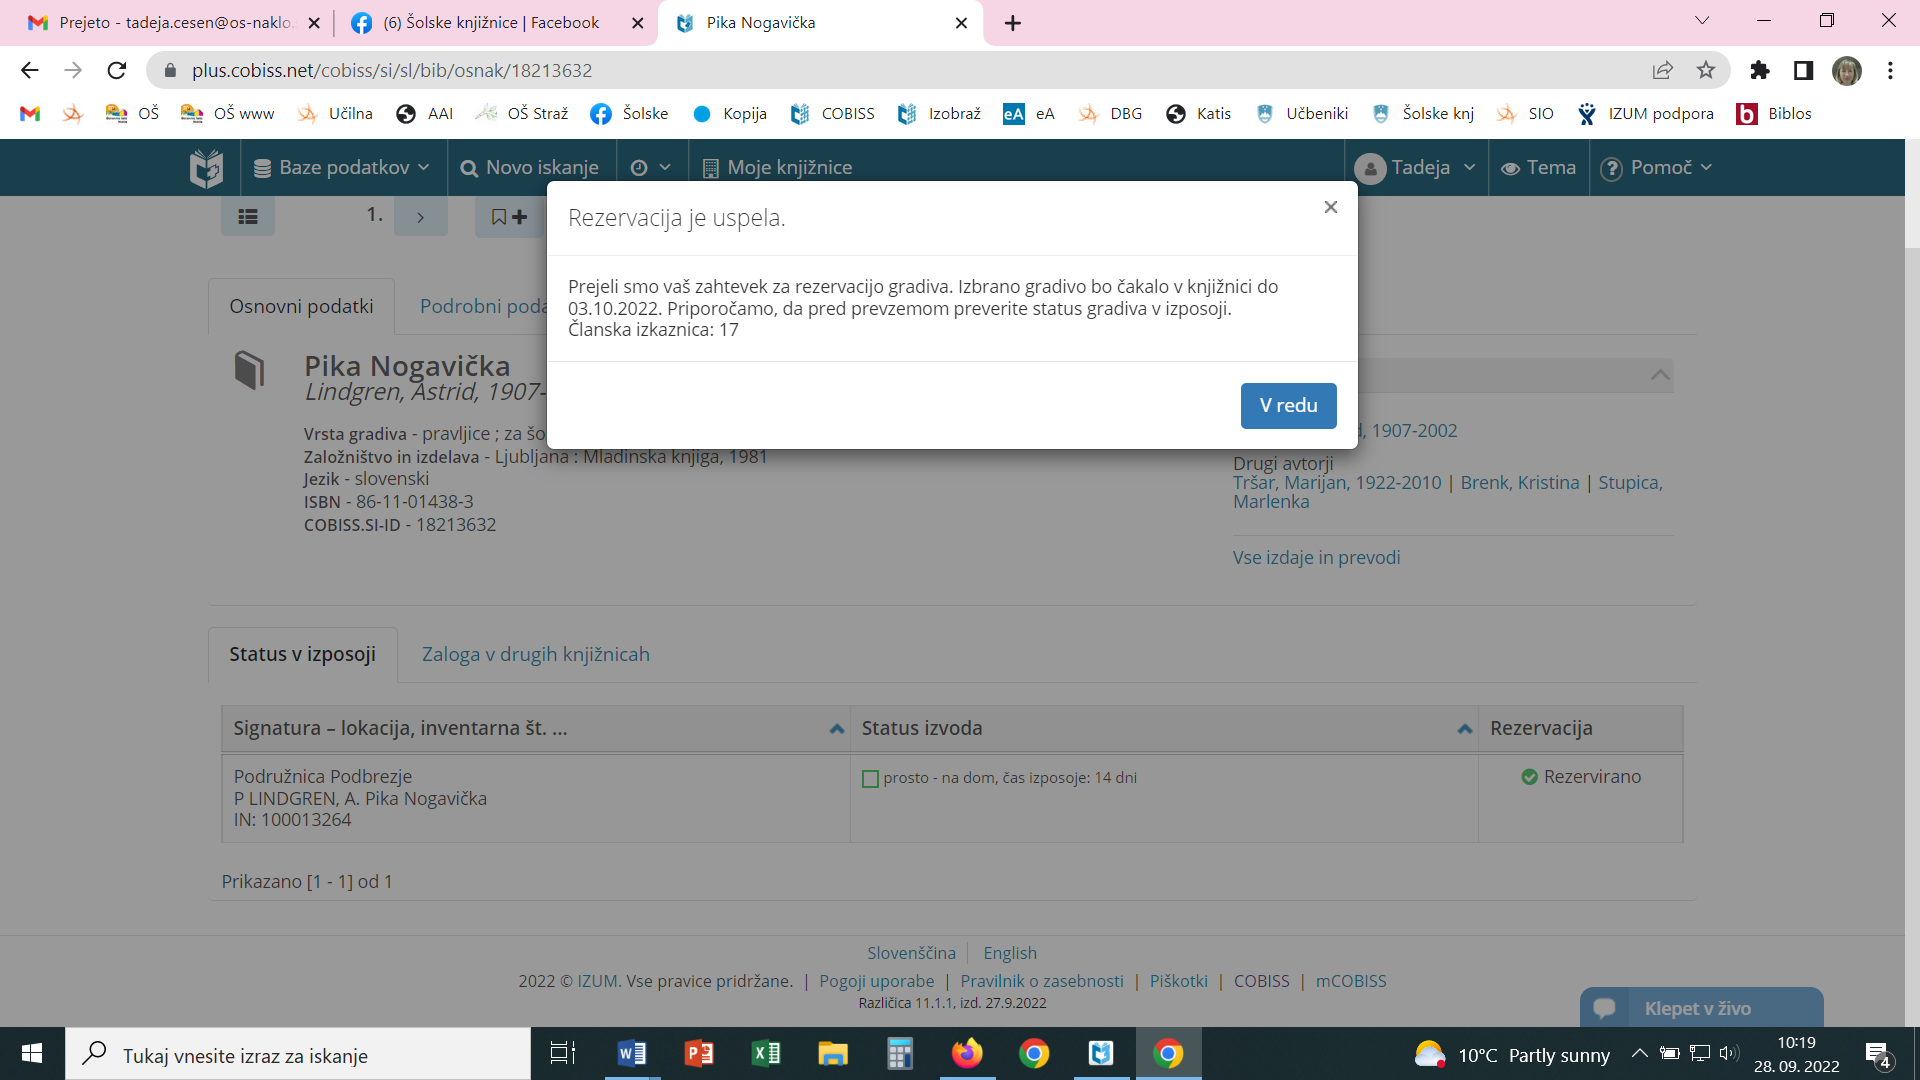 Prejeto - tadeja.cesen@os-naklo.
(6) Šolske knjižnice | Facebook
Pika Nogavička
plus.cobiss.net/cobiss/si/sl/bib/osnak/18213632
OŠ
OŠ www
Učilna
AAI
OŠ Straž
Šolske
Kopija
COBISS
Izobraž
eA
eA
DBG
Katis
Učbeniki
Šolske knj
SIO
IZUM podpora
b
Biblos
Baze podatkov
Novo iskanje
Moje knjižnice
Tadeja
Tema
? Pomoč
1.
Rezervacija je uspela.
Prejeli smo vaš zahtevek za rezervacijo gradiva. Izbrano gradivo bo čakalo v knjižnici do
03.10.2022. Priporočamo, da pred prevzemom preverite status gradiva v izposoji.
Članska izkaznica: 17
V redu
Osnovni podatki
Podrobni poda
Pika Nogavička
Lindgren, Astrid, 1907-
Vrsta gradiva - pravljice ; za šo
Založništvo in izdelava - Ljubljana : Mladinska knjiga, 1981
Jezik - slovenski
ISBN - 86-11-01438-3
COBISS.SI-ID - 18213632
, 1907-2002
Drugi avtorji
Tršar, Marijan, 1922-2010 | Brenk, Kristina | Stupica,
Marlenka
Vse izdaje in prevodi
Status v izposoji
Zaloga v drugih knjižnicah
Signatura – lokacija, inventarna št. ...
Status izvoda
Rezervacija
Podružnica Podbrezje
P LINDGREN, A. Pika Nogavička
IN: 100013264
prosto - na dom, čas izposoje: 14 dni
Rezervirano
Prikazano [1 - 1] od 1
Slovenščina
English
2022 © IZUM. Vse pravice pridržane. | Pogoji uporabe | Pravilnik o zasebnosti | Piškotki | COBISS | mCOBISS
Različica 11.1.1, izd. 27.9.2022
Klepet v živo
Tukaj vnesite izraz za iskanje
10°C Partly sunny
10:19
28. 09. 2022
4